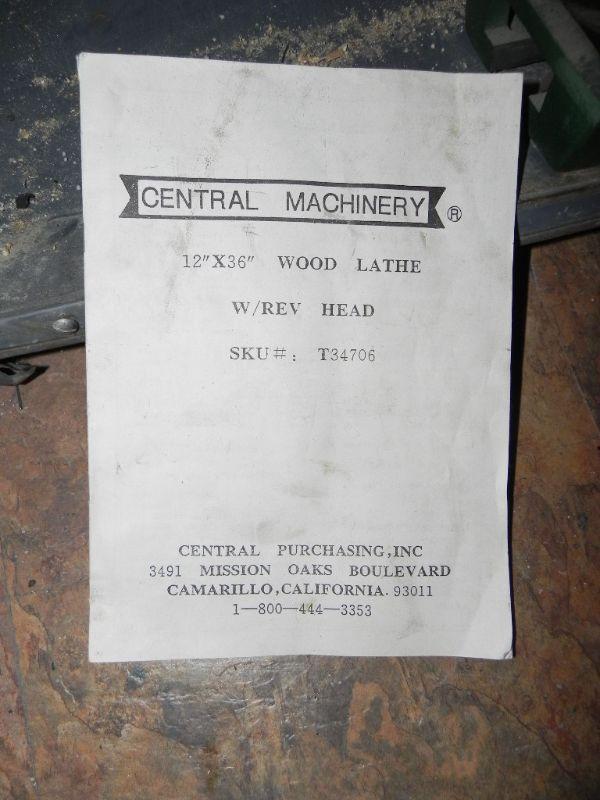 CENTRAL MACHINERY ®
12"X36" WOOD LATHE
W/REV HEAD
SKU#: T34706
CENTRAL PURCHASING,INC
3491 MISSION OAKS BOULEVARD
CAMARILLO,CALIFORNIA. 93011
1—800—444—3353